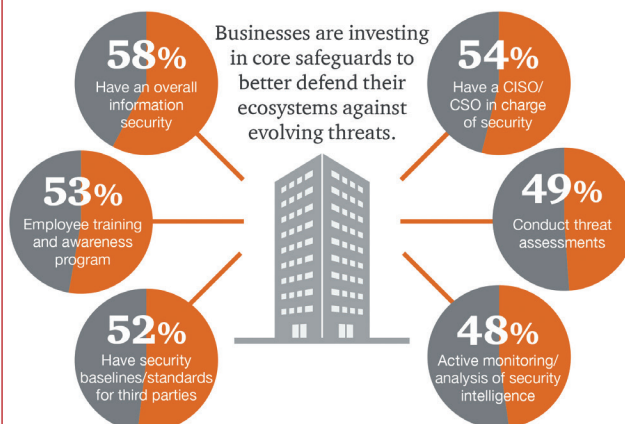 Businesses are investing
in core safeguards to
better defend their
ecosystems against
evolving threats.
58%
Have an overall
information
security
54%
Have a CISO/
CSO in charge
of security
53%
Employee training
and awareness
program
49%
Conduct threat
assessments
52%
Have security
baselines/standards
for third parties
48%
Active monitoring/
analysis of security
intelligence